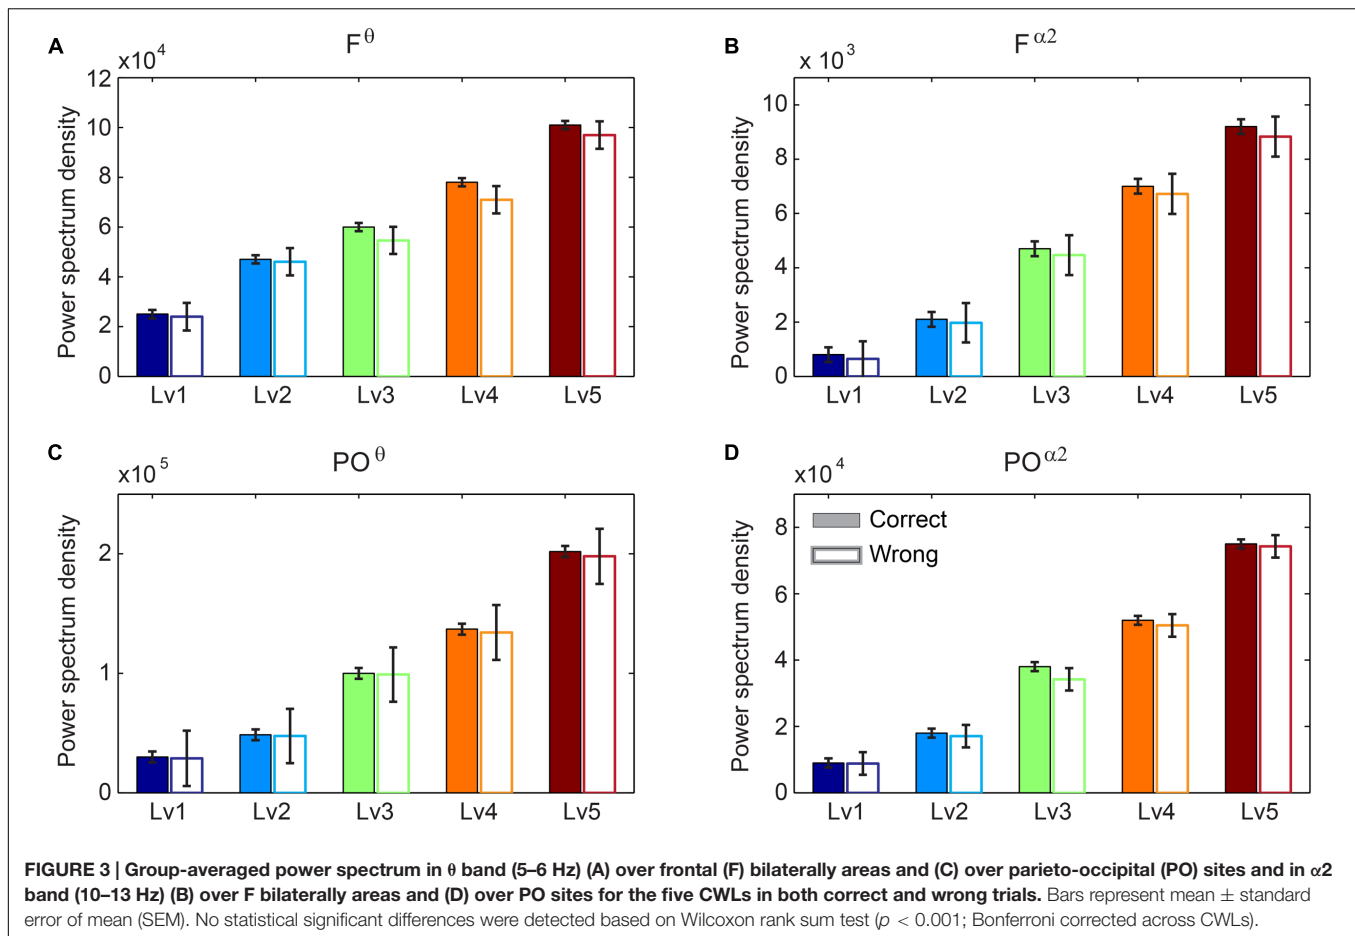 A
F θ
x10 4
Power spectrum density
12
10
8
6
4
2
0
Lv1 Lv2 Lv3 Lv4 Lv5
B
F α2
x 10 3
Power spectrum density
10
8
6
4
2
0
Lv1 Lv2 Lv3 Lv4 Lv5
C
PO θ
x10 5
Power spectrum density
2
1
0
Lv1 Lv2 Lv3 Lv4 Lv5
D
PO α2
x10 4
Power spectrum density
8
6
4
2
0
Correct
Wrong
Lv1 Lv2 Lv3 Lv4 Lv5
FIGURE 3 | Group-averaged power spectrum in θ band (5–6 Hz) (A) over frontal (F) bilaterally areas and (C) over parieto-occipital (PO) sites and in α2
band (10–13 Hz) (B) over F bilaterally areas and (D) over PO sites for the five CWLs in both correct and wrong trials. Bars represent mean ± standard
error of mean (SEM). No statistical significant differences were detected based on Wilcoxon rank sum test (p < 0.001; Bonferroni corrected across CWLs).